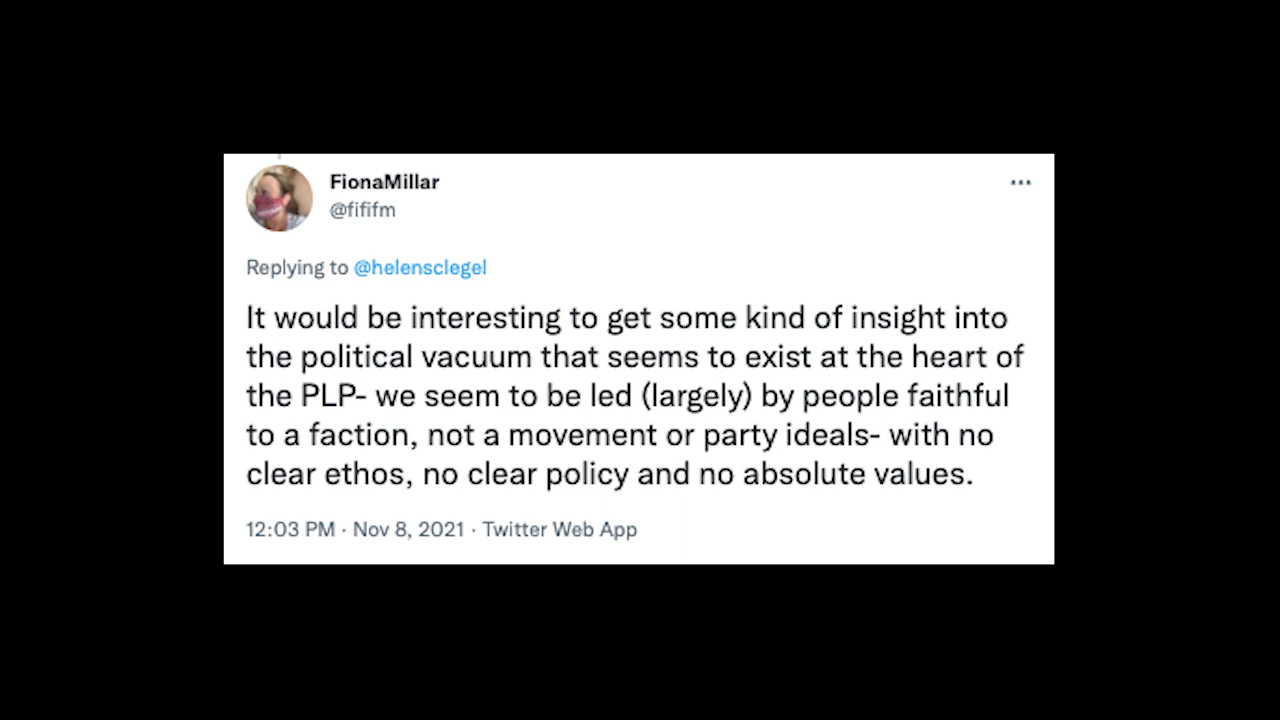 FionaMillar
@fififm
Replying to @helensclegel
It would be interesting to get some kind of insight into
the political vacuum that seems to exist at the heart of
the PLP- we seem to be led (largely) by people faithful
to a faction, not a movement or party ideals- with no
clear ethos, no clear policy and no absolute values.
12:03 PM · Nov 8, 2021 · Twitter Web App